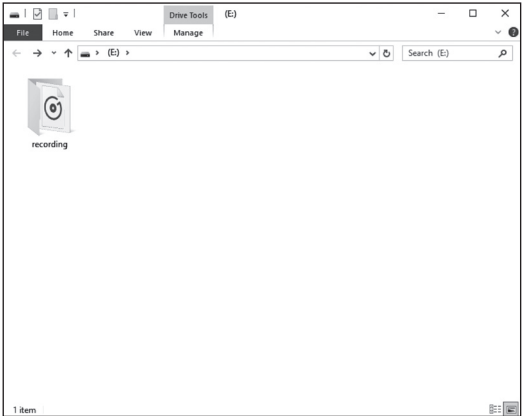 Drive Tools (E:)
File Home Share View Manage
(E:) Search (E:)
recording
1 item